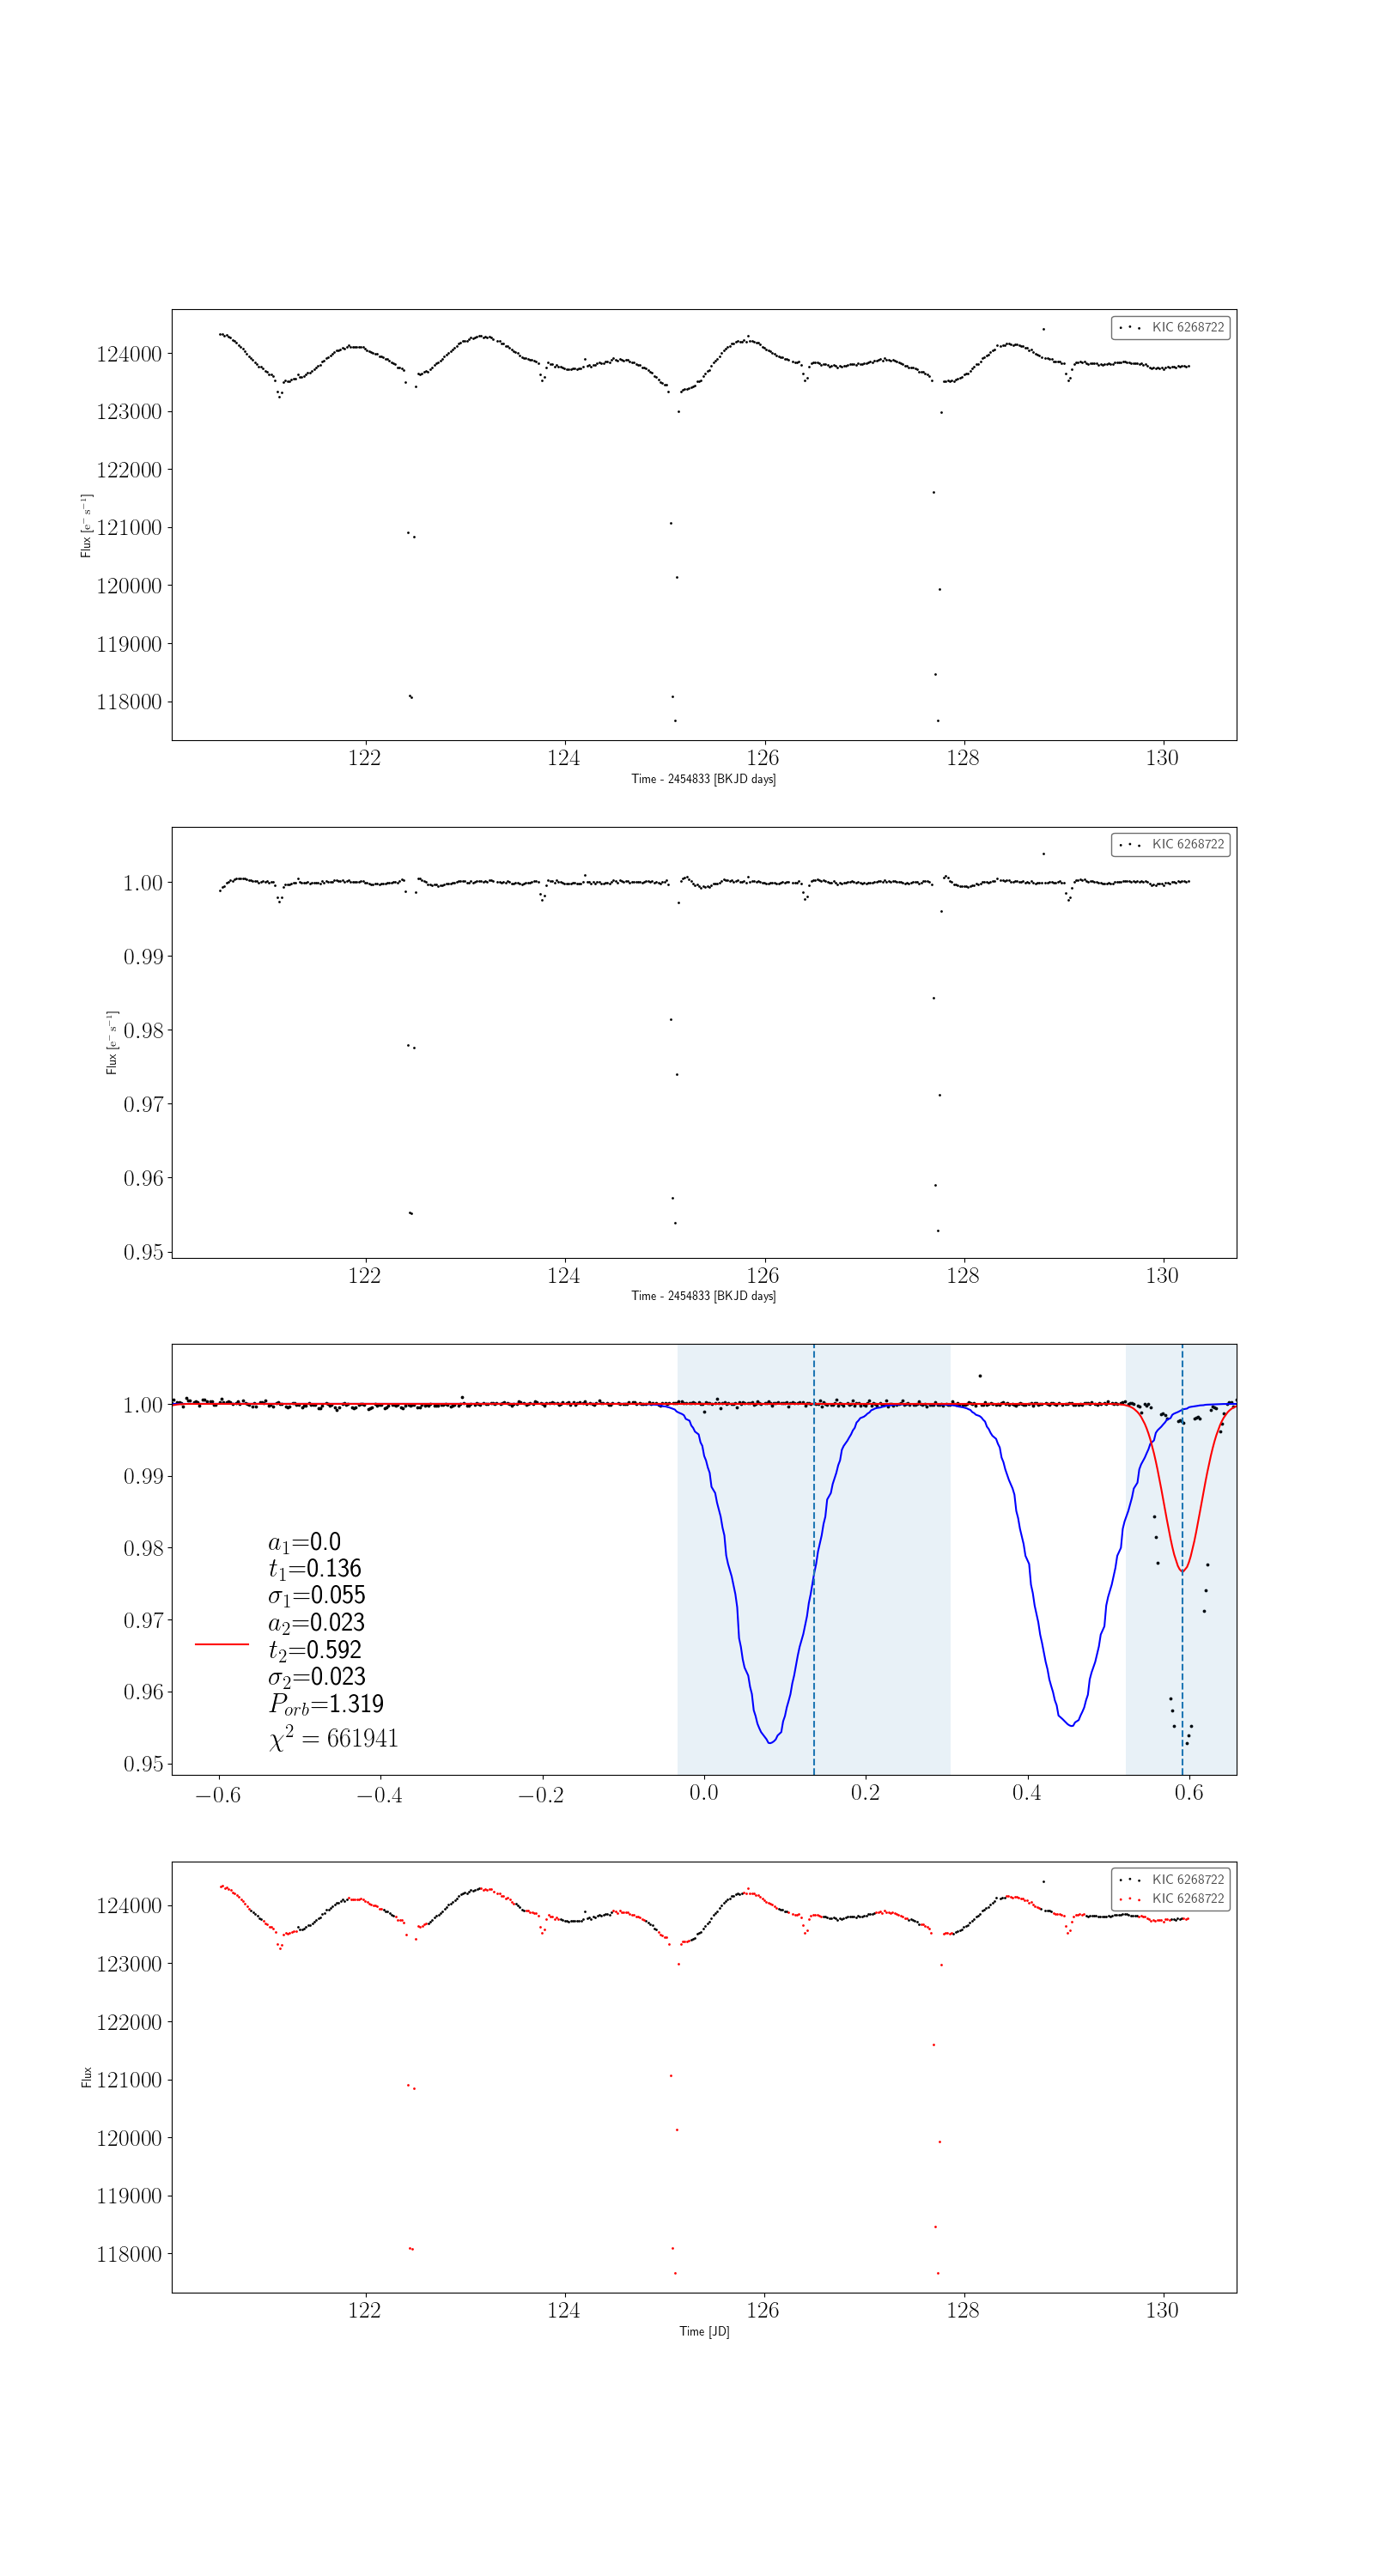 KIC 6268722
124000
123000
122000
121000
120000
119000
118000
Flux [e⁻ s⁻¹]
122 124 126 128 130
Time - 2454833 [BKJD days]
KIC 6268722
1.00
0.99
0.98
0.97
0.96
0.95
Flux [e⁻ s⁻¹]
122 124 126 128 130
Time - 2454833 [BKJD days]
1.00
0.99
0.98
0.97
0.96
0.95
a₁=0.0
t₁=0.136
σ₁=0.055
a₂=0.023
t₂=0.592
σ₂=0.023
P_orb=1.319
χ² = 661941
−0.6 −0.4 −0.2 0.0 0.2 0.4 0.6
KIC 6268722
KIC 6268722
124000
123000
122000
121000
120000
119000
118000
Flux
122 124 126 128 130
Time [JD]